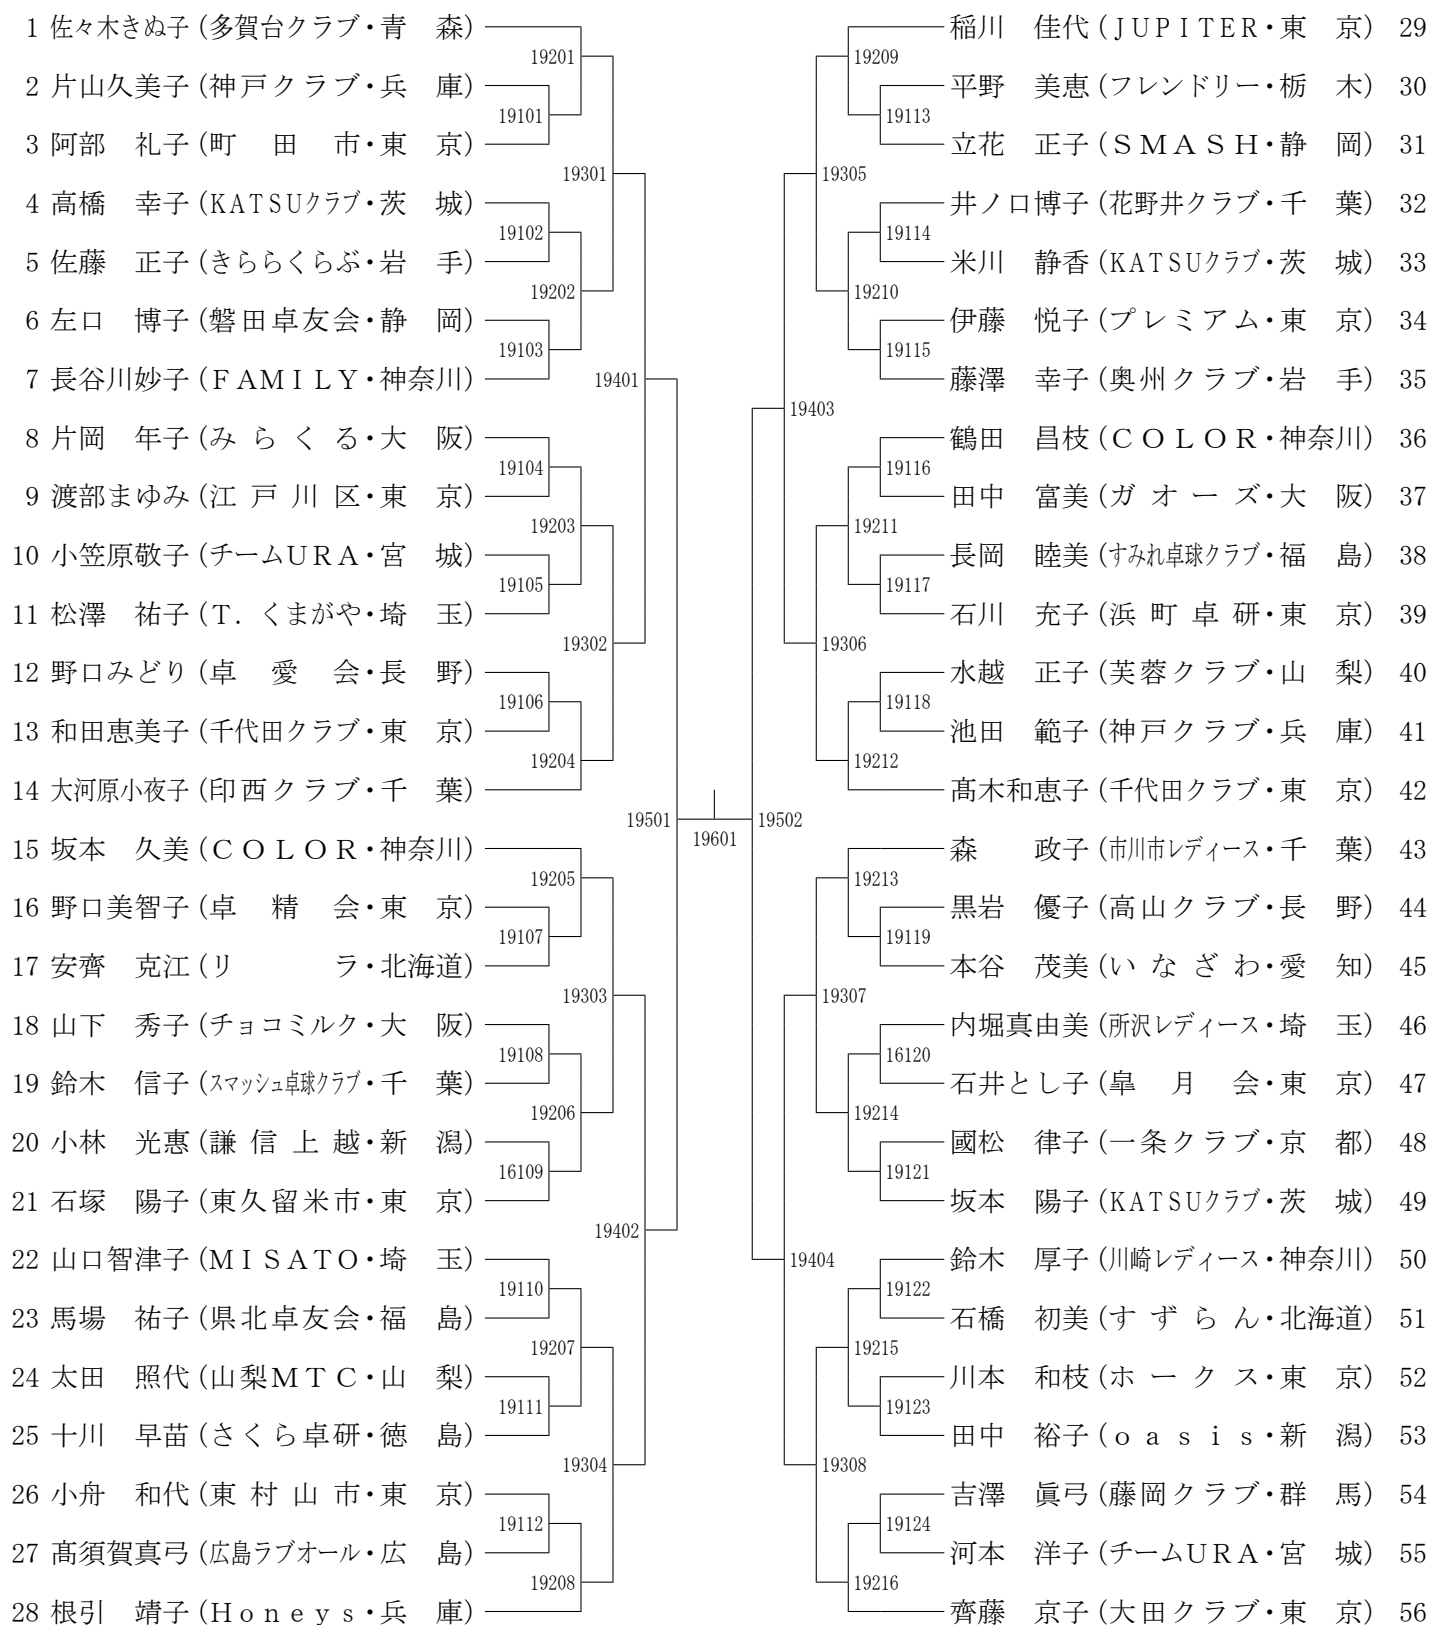 1 佐々木きぬ子 (多賀台クラブ・青　森)
19201
2 片山久美子 (神戸クラブ・兵　庫)
19101
3 阿部　礼子 (町　田　市・東　京)
19301
4 高橋　幸子 (KATSUクラブ・茨　城)
19102
5 佐藤　正子 (きららくらぶ・岩　手)
19202
6 左口　博子 (磐田卓友会・静　岡)
19103
7 長谷川妙子 (FAMILY・神奈川)
19401
8 片岡　年子 (みらくる・大　阪)
19104
9 渡部まゆみ (江戸川区・東　京)
19203
10 小笠原敬子 (チームURA・宮　城)
19105
11 松澤　祐子 (T．くまがや・埼　玉)
19302
12 野口みどり (卓　愛　会・長　野)
19106
13 和田恵美子 (千代田クラブ・東　京)
19204
14 大河原小夜子 (印西クラブ・千　葉)
19501
15 坂本　久美 (COLOR・神奈川)
19205
16 野口美智子 (卓　精　会・東　京)
19107
17 安齊　克江 (リ　　　ラ・北海道)
19303
18 山下　秀子 (チョコミルク・大　阪)
19108
19 鈴木　信子 (スマッシュ卓球クラブ・千　葉)
19206
20 小林　光惠 (謙信上越・新　潟)
16109
21 石塚　陽子 (東久留米市・東　京)
19402
22 山口智津子 (MISATO・埼　玉)
19110
23 馬場　祐子 (県北卓友会・福　島)
19207
24 太田　照代 (山梨MTC・山　梨)
19111
25 十川　早苗 (さくら卓研・徳　島)
19304
26 小舟　和代 (東村山市・東　京)
19112
27 髙須賀真弓 (広島ラブオール・広　島)
19208
28 根引　靖子 (Honeys・兵　庫)
19601
稲川　佳代 (JUPITER・東　京) 29
19209
平野　美恵 (フレンドリー・栃　木) 30
19113
立花　正子 (SMASH・静　岡) 31
19305
井ノ口博子 (花野井クラブ・千　葉) 32
19114
米川　静香 (KATSUクラブ・茨　城) 33
19210
伊藤　悦子 (プレミアム・東　京) 34
19115
藤澤　幸子 (奥州クラブ・岩　手) 35
19403
鶴田　昌枝 (COLOR・神奈川) 36
19116
田中　富美 (ガオーズ・大　阪) 37
19211
長岡　睦美 (すみれ卓球クラブ・福　島) 38
19117
石川　充子 (浜町卓研・東　京) 39
19306
水越　正子 (芙蓉クラブ・山　梨) 40
19118
池田　範子 (神戸クラブ・兵　庫) 41
19212
髙木和恵子 (千代田クラブ・東　京) 42
19502
森　　政子 (市川市レディース・千　葉) 43
19213
黒岩　優子 (高山クラブ・長　野) 44
19119
本谷　茂美 (いなざわ・愛　知) 45
19307
内堀真由美 (所沢レディース・埼　玉) 46
16120
石井とし子 (皐　月　会・東　京) 47
19214
國松　律子 (一条クラブ・京　都) 48
19121
坂本　陽子 (KATSUクラブ・茨　城) 49
19404
鈴木　厚子 (川崎レディース・神奈川) 50
19122
石橋　初美 (すずらん・北海道) 51
19215
川本　和枝 (ホークス・東　京) 52
19123
田中　裕子 (oasis・新　潟) 53
19308
吉澤　眞弓 (藤岡クラブ・群　馬) 54
19124
河本　洋子 (チームURA・宮　城) 55
19216
齊藤　京子 (大田クラブ・東　京) 56